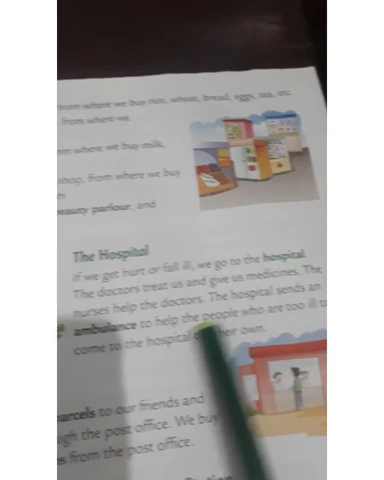 from where we buy rice, wheat, bread, eggs, tea, etc
from where we
where we buy milk,
shop, from where we buy
beauty parlour, and
The Hospital
If we get hurt or fall ill, we go to the hospital.
The doctors treat us and give us medicines. The
nurses help the doctors. The hospital sends an
ambulance to help the people who are too ill to
come to the hospital on their own.
parcels to our friends and
the post office. We buy
from the post office.